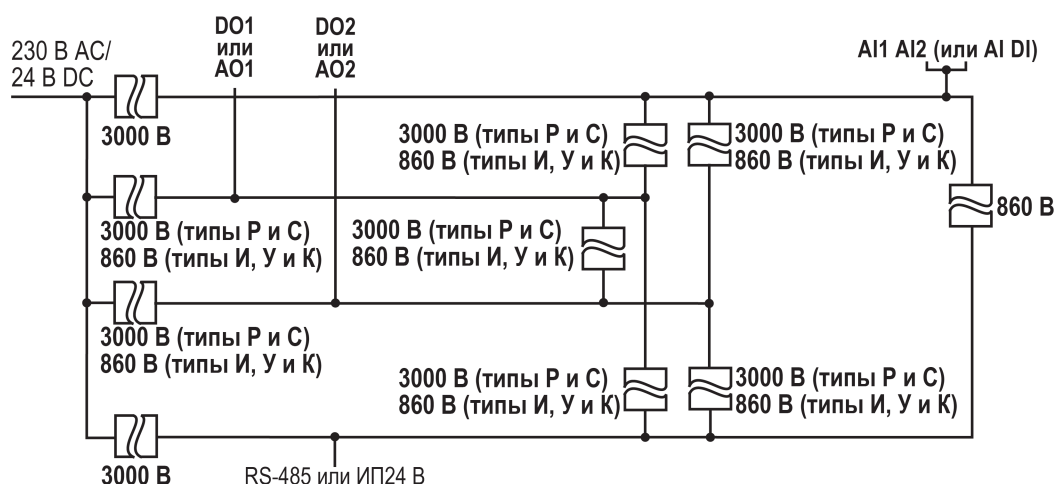 DO1
или
AO1
DO2
или
AO2
AI1 AI2 (или AI DI)
230 В AC/
24 В DC
3000 В
3000 В (типы Р и С)
860 В (типы И, У и К)
3000 В (типы Р и С)
860 В (типы И, У и К)
860 В
3000 В (типы Р и С)
860 В (типы И, У и К)
3000 В (типы Р и С)
860 В (типы И, У и К)
3000 В (типы Р и С)
860 В (типы И, У и К)
3000 В (типы Р и С)
860 В (типы И, У и К)
3000 В (типы Р и С)
860 В (типы И, У и К)
3000 В
RS-485 или ИП24 В